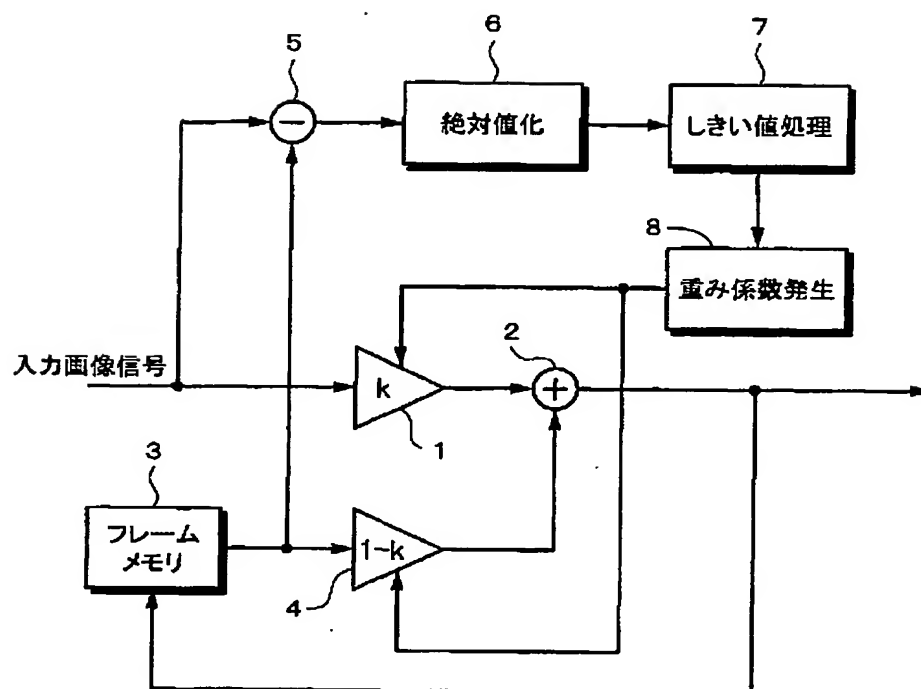 5
6
7
−
絶対値化
しきい値処理
8
重み係数発生
入力画像信号
2
k
+
1
3
フレーム
メモリ
1-k
4